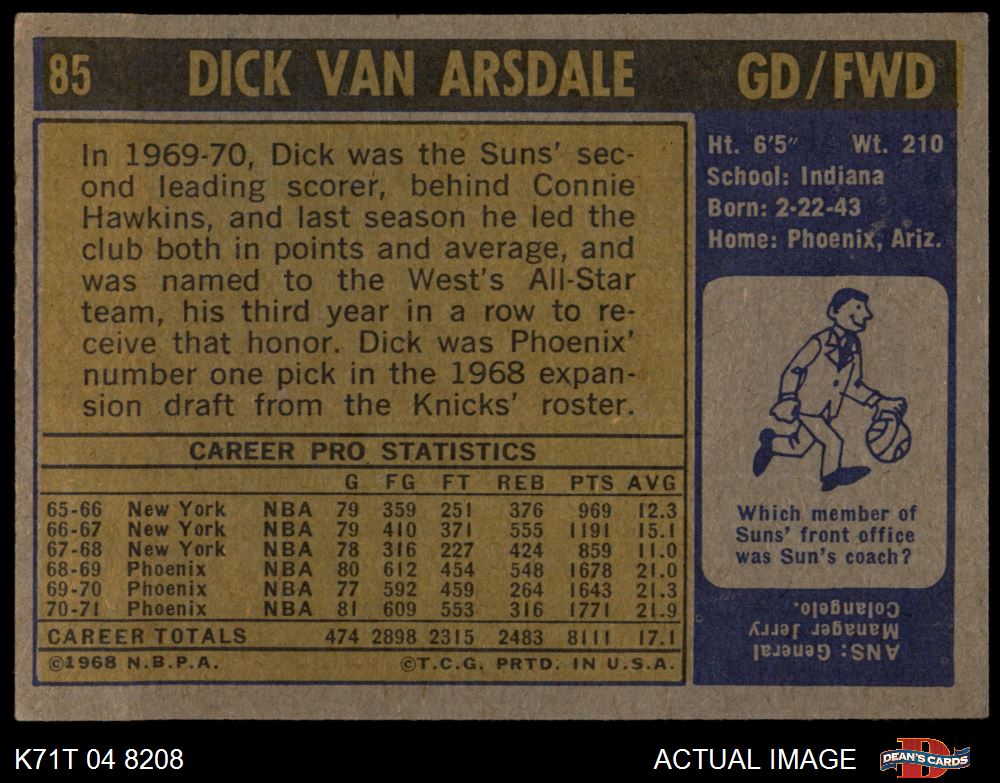 85 DICK VAN ARSDALE GD/FWD
In 1969-70, Dick was the Suns' sec-
ond leading scorer, behind Connie
Hawkins, and last season he led the
club both in points and average, and
was named to the West's All-Star
team, his third year in a row to re-
ceive that honor. Dick was Phoenix'
number one pick in the 1968 expan-
sion draft from the Knicks' roster.
CAREER PRO STATISTICS
G FG FT REB PTS AVG
65-66 New York NBA 79 359 251 376 969 12.3
66-67 New York NBA 79 410 371 555 1191 15.1
67-68 New York NBA 78 316 227 424 859 11.0
68-69 Phoenix NBA 80 612 454 548 1678 21.0
69-70 Phoenix NBA 77 592 459 264 1643 21.3
70-71 Phoenix NBA 81 609 553 316 1771 21.9
CAREER TOTALS 474 2898 2315 2483 8111 17.1
©1968 N.B.P.A. ©T.C.G. PRTD. IN U.S.A.
Ht. 6'5" Wt. 210
School: Indiana
Born: 2-22-43
Home: Phoenix, Ariz.
Which member of
Suns' front office
was Sun's coach?
ANS: General
Manager Jerry
Colangelo.
K71T 04 8208 ACTUAL IMAGE DEAN'S CARDS